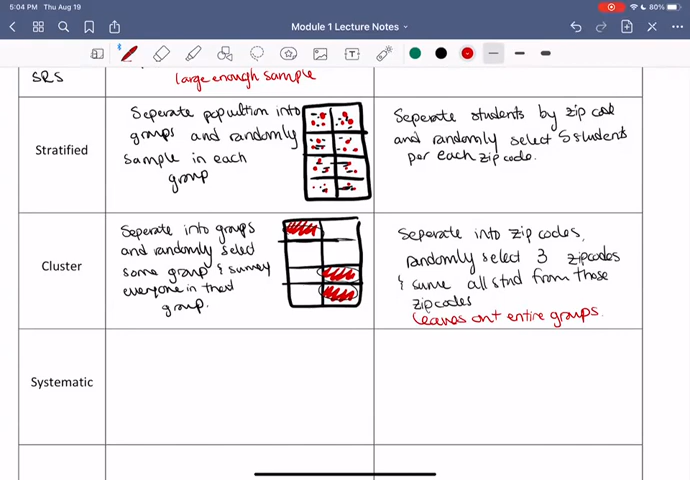 5:04 PM Thu Aug 19
80%
Module 1 Lecture Notes
SRS
large enough sample
Stratified
Seperate population into
groups and randomly
sample in each
group
Seperate students by zip code
and randomly select 5 students
per each zip code.
Cluster
Seperate into groups
and randomly select
some group & survey
everyone in that
group.
Seperate into zip codes,
randomly select 3 zipcodes
& all from those
zipcodes
leaves out entire groups.
Systematic